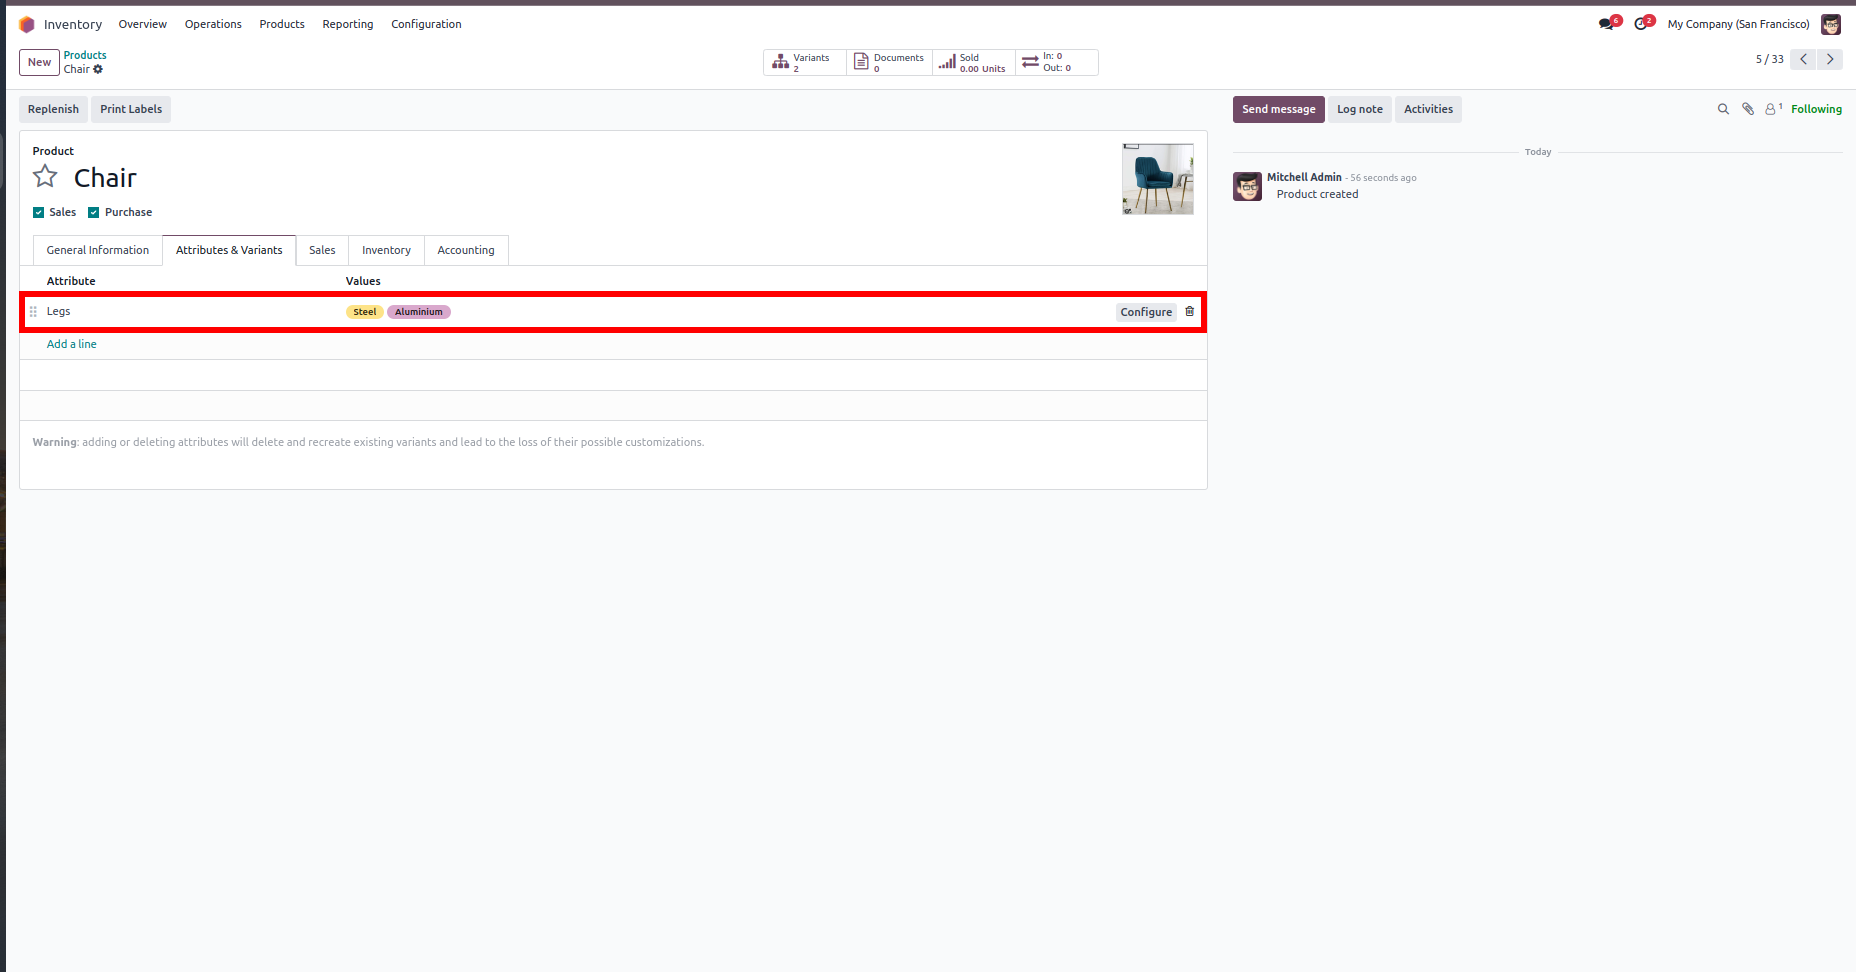 Inventory Overview Operations Products Reporting Configuration 6 2 My Company (San Francisco)
New Products
Chair
Variants
2
Documents
0
Sold
0.00 Units
In: 0
Out: 0
5 / 33
Replenish Print Labels
Send message Log note Activities 1 Following
Product
Chair
Sales Purchase
General Information Attributes & Variants Sales Inventory Accounting
Attribute Values
Legs Steel Aluminium Configure
Add a line
Warning: adding or deleting attributes will delete and recreate existing variants and lead to the loss of their possible customizations.
Today
Mitchell Admin - 56 seconds ago
Product created